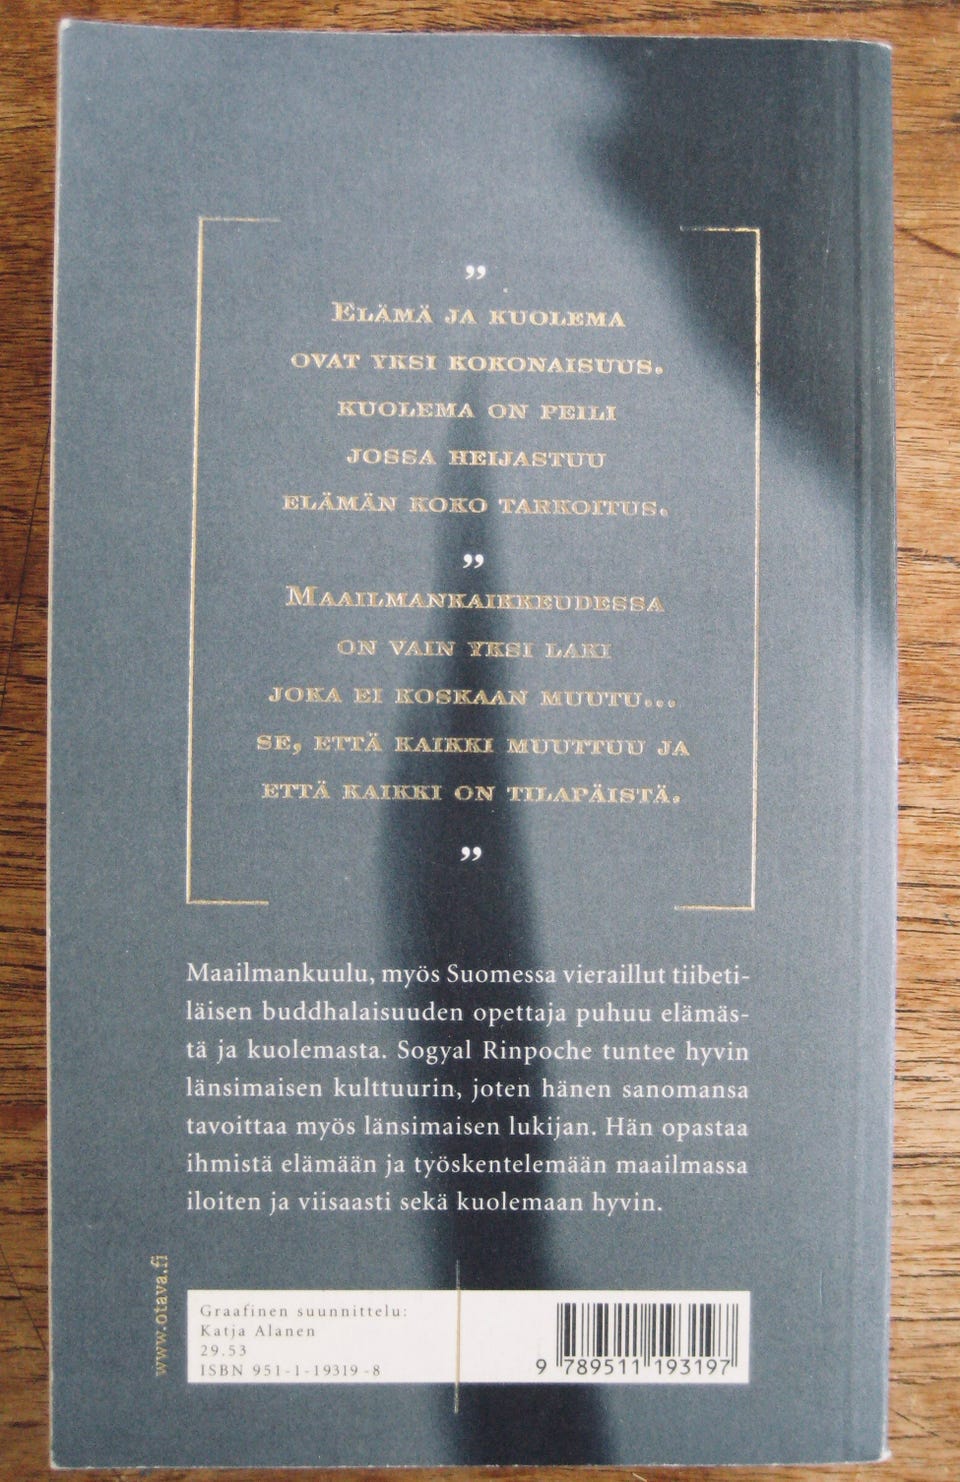 ”
Elämä ja kuolema
ovat yksi kokonaisuus.
kuolema on peili
jossa heijastuu
elämän koko tarkoitus.
”
Maailmankaikkeudessa
on vain yksi laki
joka ei koskaan muutu...
se, että kaikki muuttuu ja
että kaikki on tilapäistä.
”
Maailmankuulu, myös Suomessa vieraillut tiibeti-
läisen buddhalaisuuden opettaja puhuu elämäs-
tä ja kuolemasta. Sogyal Rinpoche tuntee hyvin
länsimaisen kulttuurin, joten hänen sanomansa
tavoittaa myös länsimaisen lukijan. Hän opastaa
ihmistä elämään ja työskentelemään maailmassa
iloiten ja viisaasti sekä kuolemaan hyvin.
www.otava.fi
Graafinen suunnittelu:
Katja Alanen
29.53
ISBN 951-1-19319-8
9 789511 193197